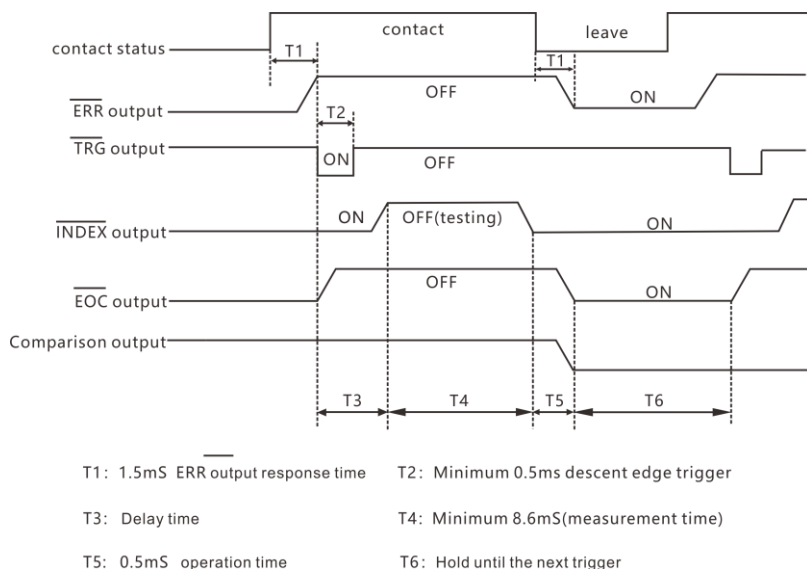 contact
leave
contact status
T1
T1
ERR output
OFF
ON
T2
TRG output
ON
OFF
INDEX output
ON
OFF(testing)
ON
EOC output
OFF
ON
Comparison output
T3
T4
T5
T6
T1: 1.5mS ERR output response time
T2: Minimum 0.5ms descent edge trigger
T3: Delay time
T4: Minimum 8.6mS(measurement time)
T5: 0.5mS operation time
T6: Hold until the next trigger